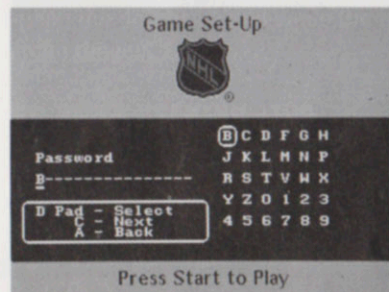 Game Set-Up
NHL
®
B C D F G H
J K L M N P
R S T V W X
Y Z 0 1 2 3
4 5 6 7 8 9
Password
B---------------
D Pad - Select
C - Next
A - Back
Press Start to Play